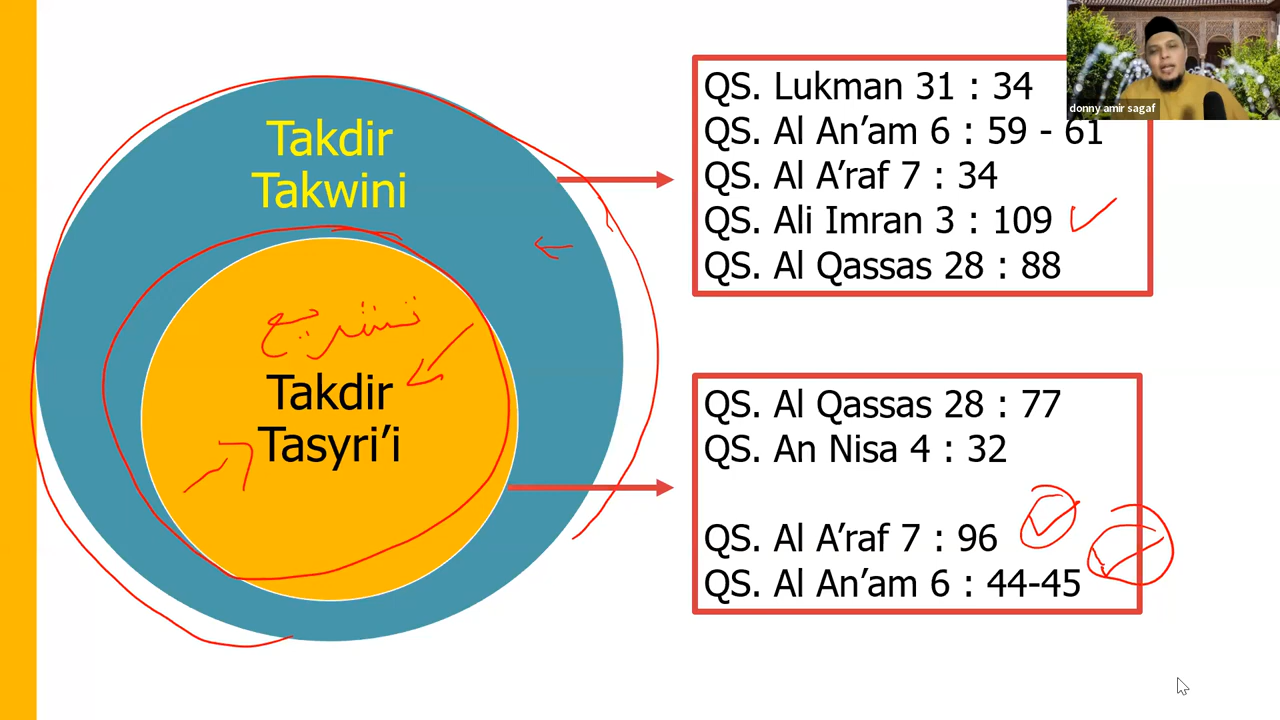 Takdir
Takwini
تشريع
Takdir
Tasyri'i
QS. Lukman 31 : 34
QS. Al An'am 6 : 59 - 61
QS. Al A'raf 7 : 34
QS. Ali Imran 3 : 109
QS. Al Qassas 28 : 88
QS. Al Qassas 28 : 77
QS. An Nisa 4 : 32
QS. Al A'raf 7 : 96
QS. Al An'am 6 : 44-45
donny amir sagaf